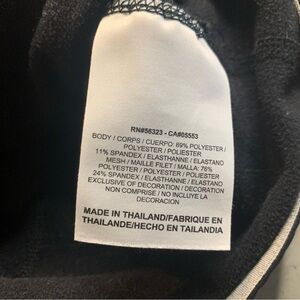 RN#56323 - CA#05553
BODY / CORPS / CUERPO: 89% POLYESTER /
POLYESTER / POLIESTER
11% SPANDEX / ELASTHANNE / ELASTANO
MESH / MAILLE FILET / MALLA: 76%
POLYESTER / POLYESTER / POLIESTER
24% SPANDEX / ELASTHANNE / ELASTANO
EXCLUSIVE OF DECORATION / DECORATION
NON COMPRISE / NO INCLUYE LA
DECORACION
MADE IN THAILAND/FABRIQUE EN
THAILANDE/HECHO EN TAILANDIA